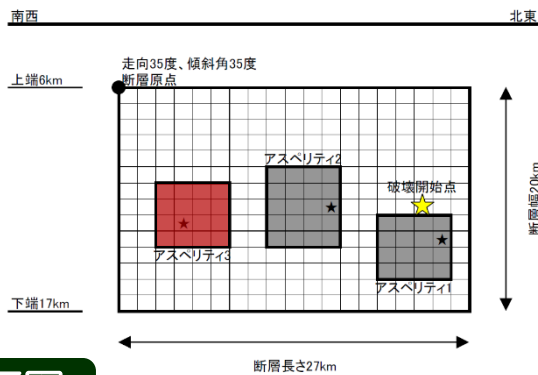 南西
北東
走向35度、傾斜角35度
上端6km
断層原点
アスペリティ2
破壊開始点
断層幅20km
アスペリティ3
アスペリティ1
下端17km
断層長さ27km